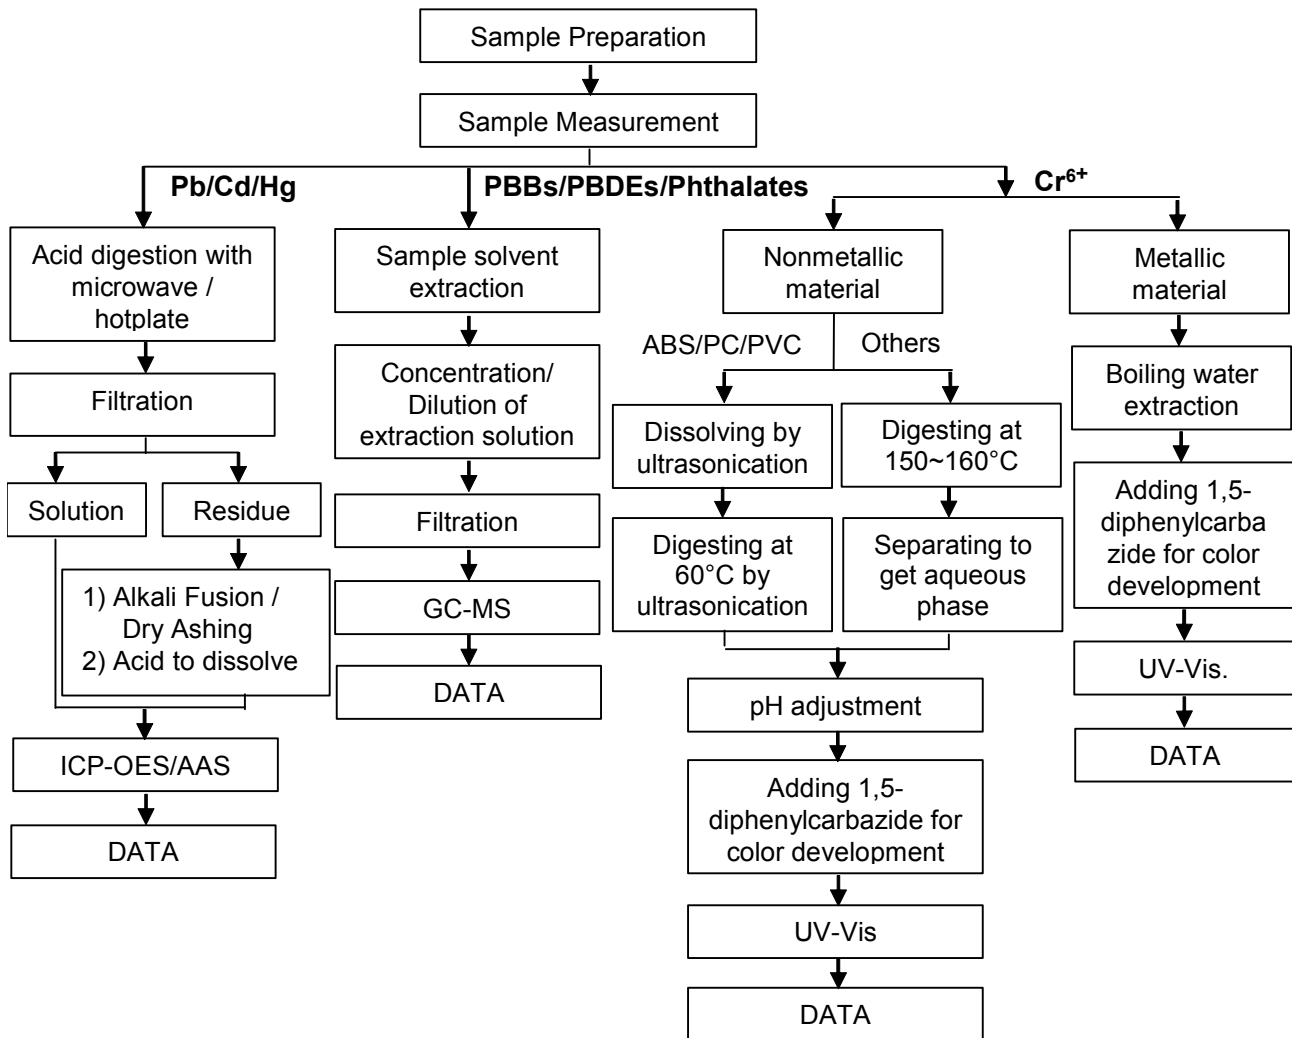 Sample Preparation
Sample Measurement
Pb/Cd/Hg
PBBs/PBDEs/Phthalates
Cr⁶⁺
Acid digestion with
microwave /
hotplate
Filtration
Solution
Residue
1) Alkali Fusion /
Dry Ashing
2) Acid to dissolve
ICP-OES/AAS
DATA
Sample solvent
extraction
Concentration/
Dilution of
extraction solution
Filtration
GC-MS
DATA
Nonmetallic
material
ABS/PC/PVC
Others
Dissolving by
ultrasonication
Digesting at
60°C by
ultrasonication
Digesting at
150~160°C
Separating to
get aqueous
phase
pH adjustment
Adding 1,5-
diphenylcarbazide for
color development
UV-Vis
DATA
Metallic
material
Boiling water
extraction
Adding 1,5-
diphenylcarba
zide for color
development
UV-Vis.
DATA